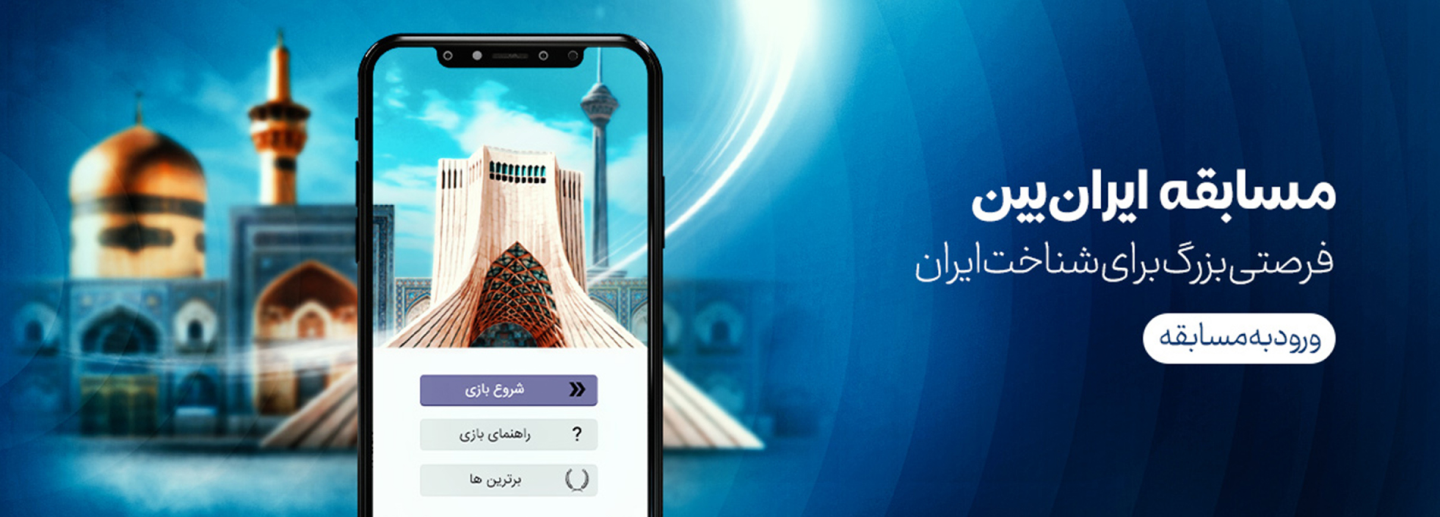 مسابقه ایران‌بین
فرصتی بزرگ برای شناخت ایران
ورود به مسابقه
شروع بازی
? راهنمای بازی
برترین ها